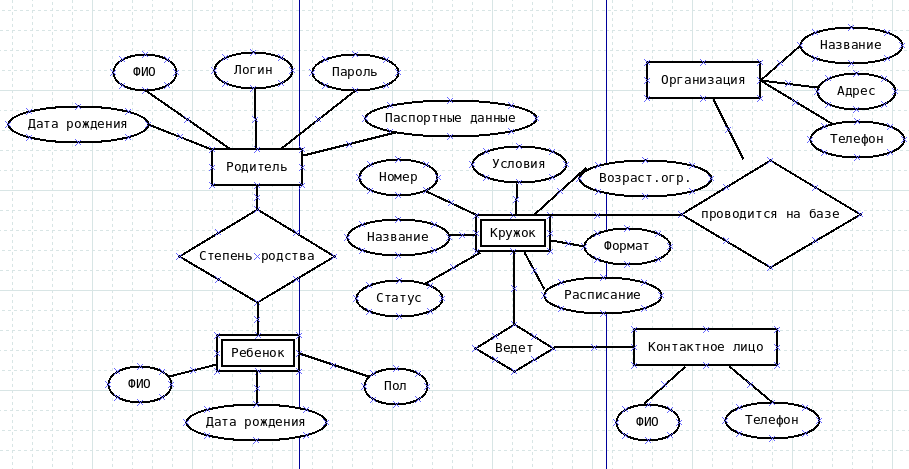 Название
Организация
Адрес
Телефон
ФИО
Логин
Пароль
Дата рождения
Паспортные данные
Родитель
Условия
Номер
Возраст.огр.
проводится на базе
Кружок
Название
Формат
Степень родства
Статус
Расписание
Ведет
Контактное лицо
Ребенок
ФИО
Пол
Дата рождения
ФИО
Телефон